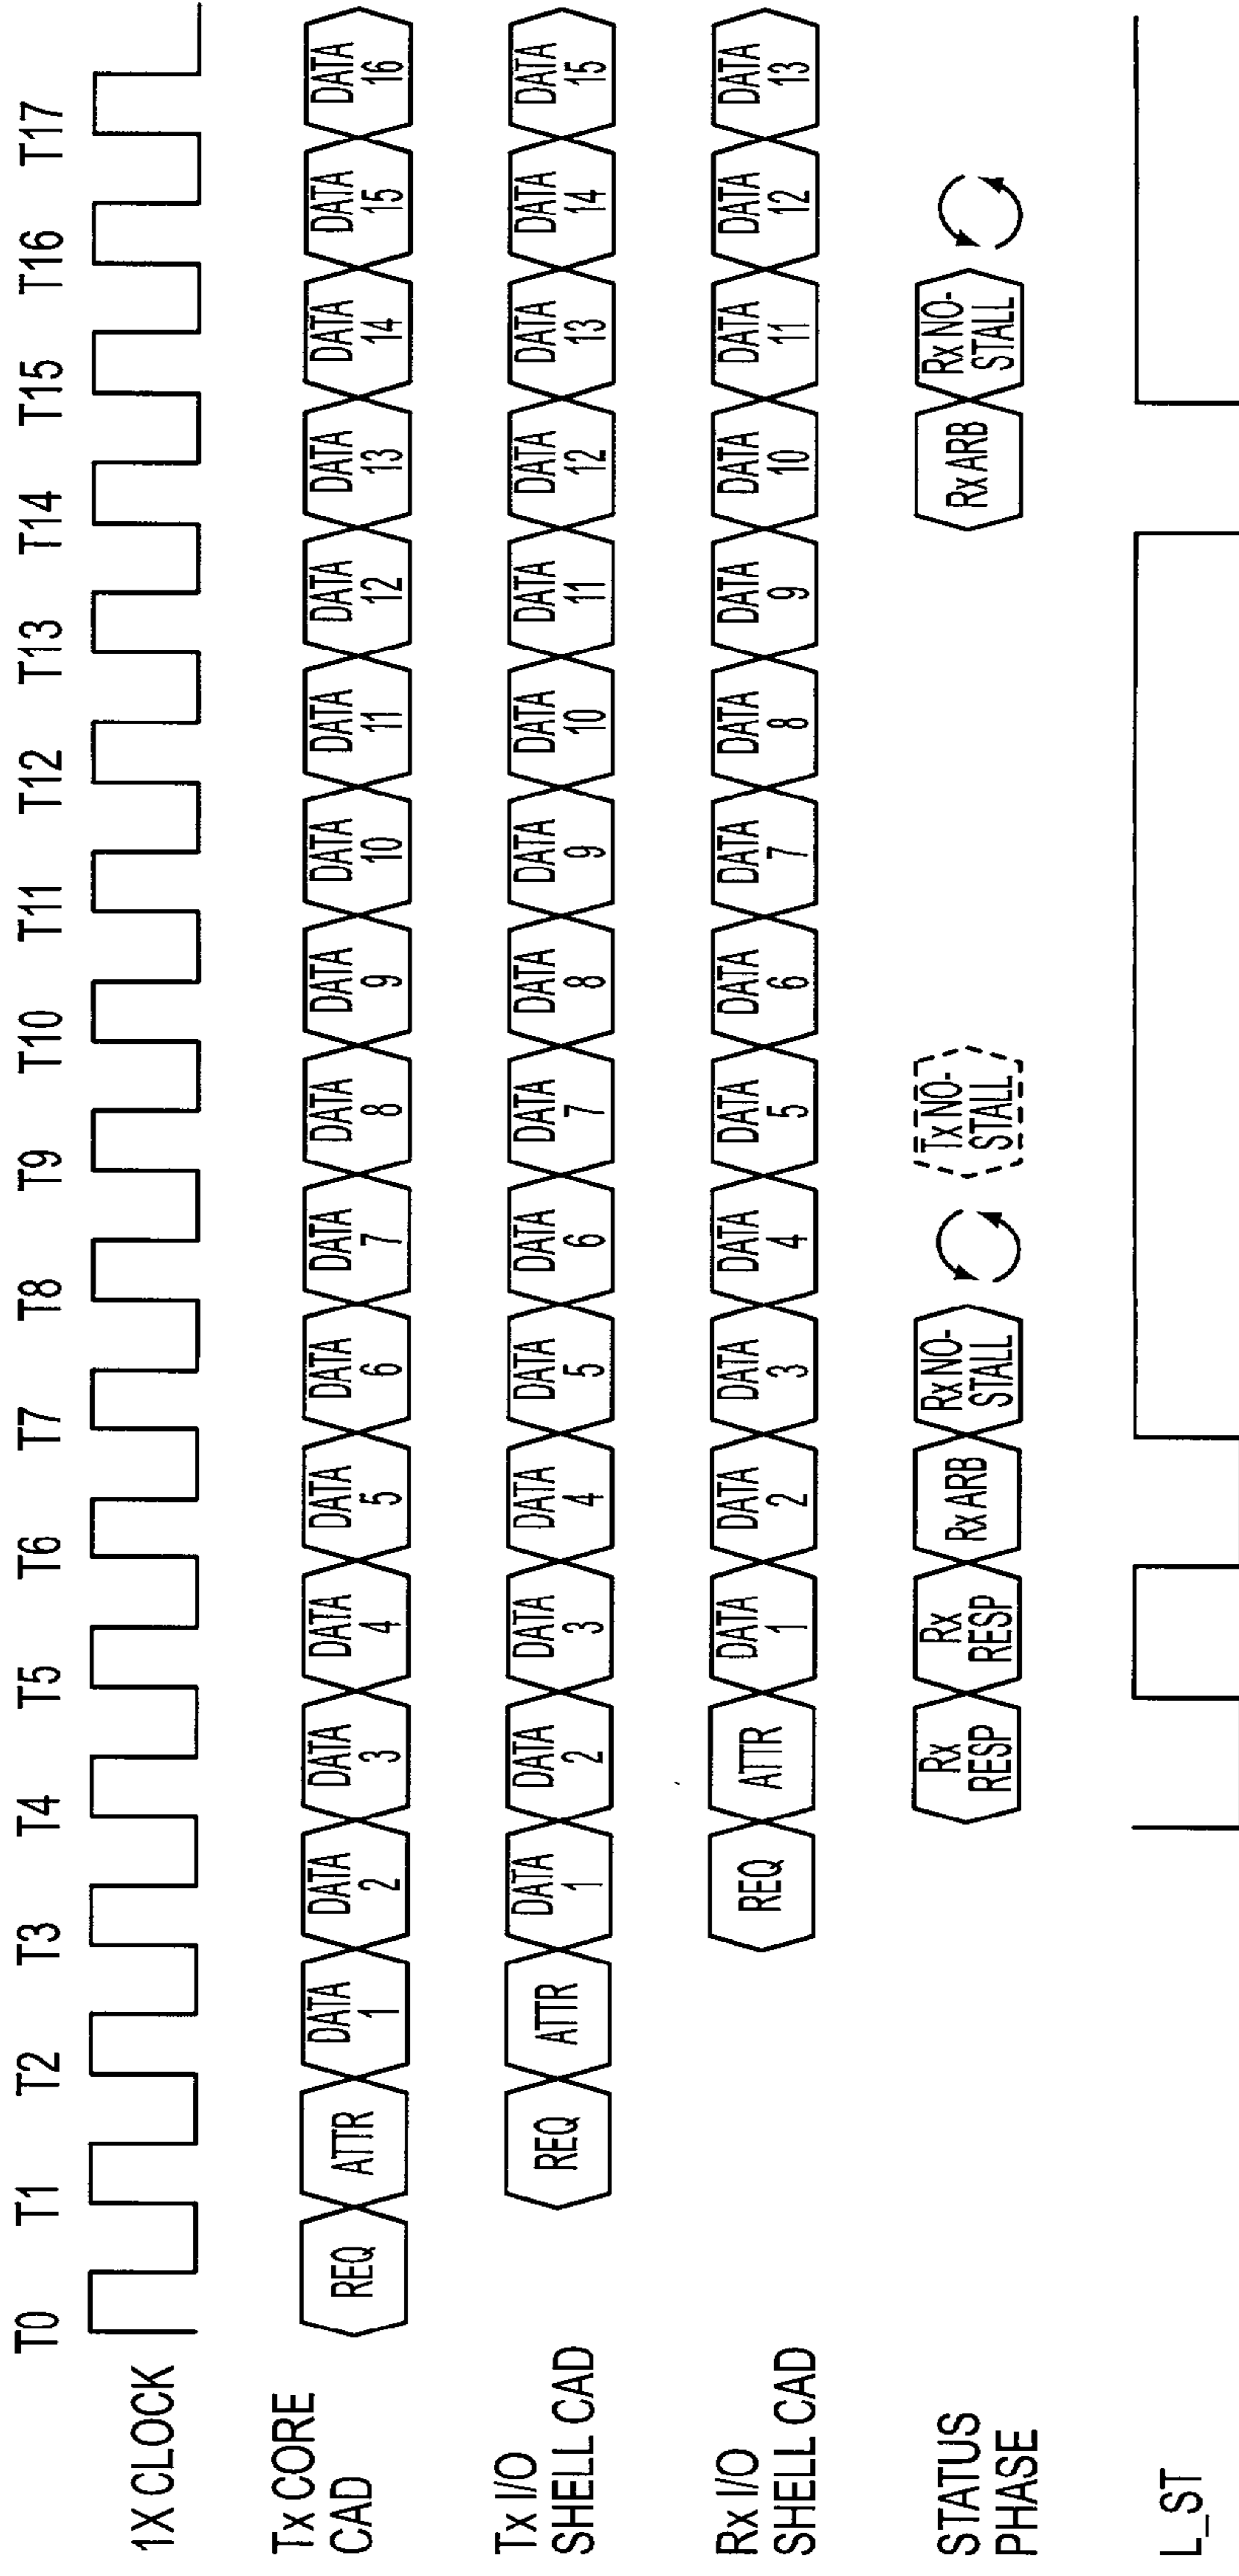 T0 T1 T2 T3 T4 T5 T6 T7 T8 T9 T10 T11 T12 T13 T14 T15 T16 T17
1X CLOCK
Tx CORE
CAD
REQ ATTR DATA 1 DATA 2 DATA 3 DATA 4 DATA 5 DATA 6 DATA 7 DATA 8 DATA 9 DATA 10 DATA 11 DATA 12 DATA 13 DATA 14 DATA 15 DATA 16
Tx I/O
SHELL CAD
REQ ATTR DATA 1 DATA 2 DATA 3 DATA 4 DATA 5 DATA 6 DATA 7 DATA 8 DATA 9 DATA 10 DATA 11 DATA 12 DATA 13 DATA 14 DATA 15
Rx I/O
SHELL CAD
REQ ATTR DATA 1 DATA 2 DATA 3 DATA 4 DATA 5 DATA 6 DATA 7 DATA 8 DATA 9 DATA 10 DATA 11 DATA 12 DATA 13
STATUS
PHASE
Rx RESP Rx RESP Rx ARB Rx NO-STALL Tx NO-STALL Rx ARB Rx NO-STALL
L_ST